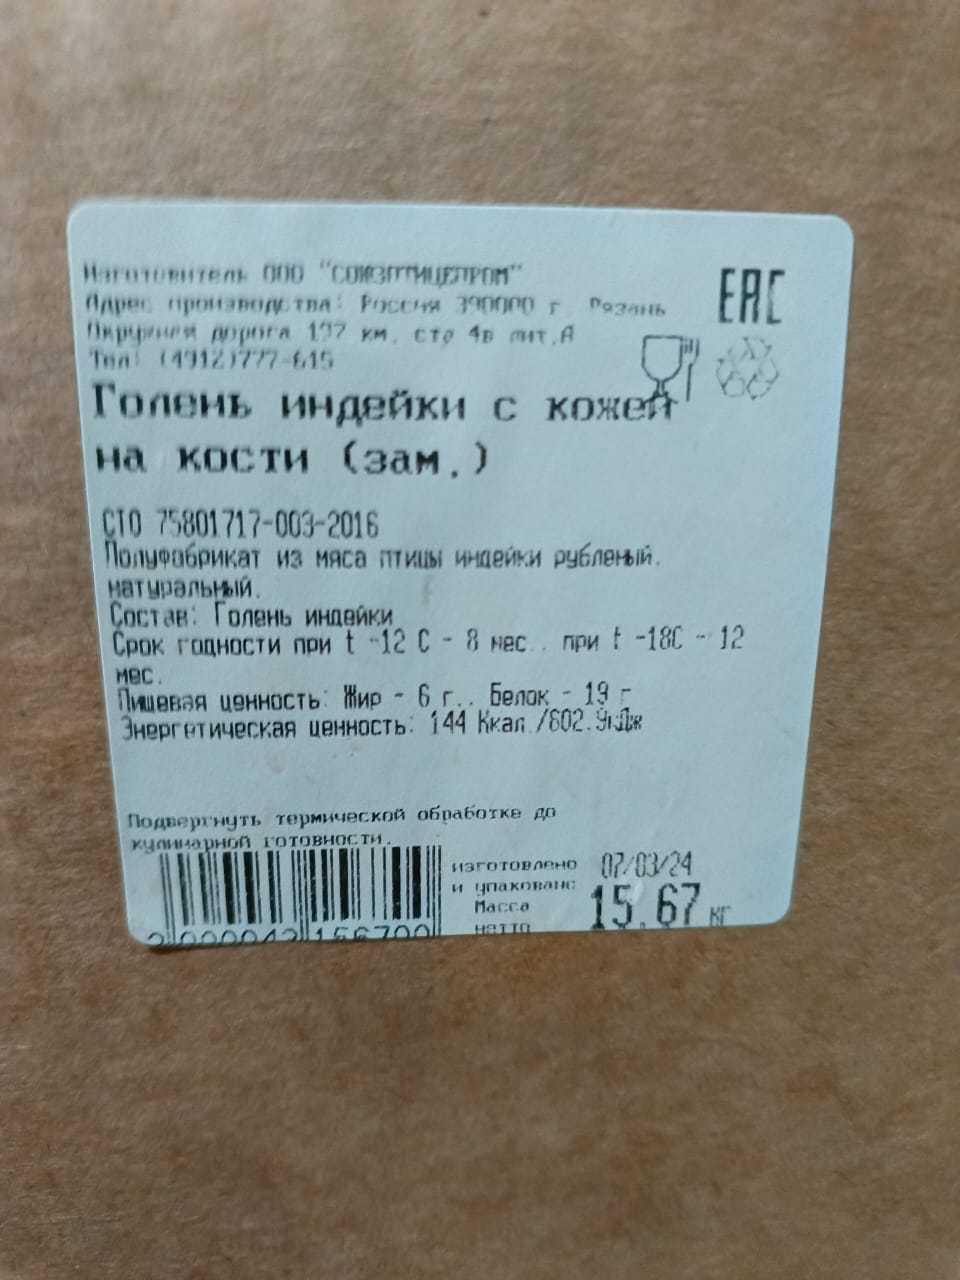 Изготовитель ООО "СОЮЗПТИЦЕПРОМ"
Адрес производства: Россия 390000 г. Рязань
Окружная дорога 197 км, стр 4в лит.А
Тел: (4912)777-615
EAC
Голень индейки с кожей
на кости (зам.)
СТО 75801717-003-2016
Полуфабрикат из мяса птицы индейки рубленый.
натуральный.
Состав: Голень индейки
Срок годности при t -12 С - 8 мес.. при t -18С - 12
мес.
Пищевая ценность: Жир - 6 г.. Белок - 19 г
Энергетическая ценность: 144 Ккал./602.9кДж
Подвергнуть термической обработке до
кулинарной готовности.
изготовлено 07/03/24
и упаковано
Масса 15.67 кг
нетто
2 000042 156700